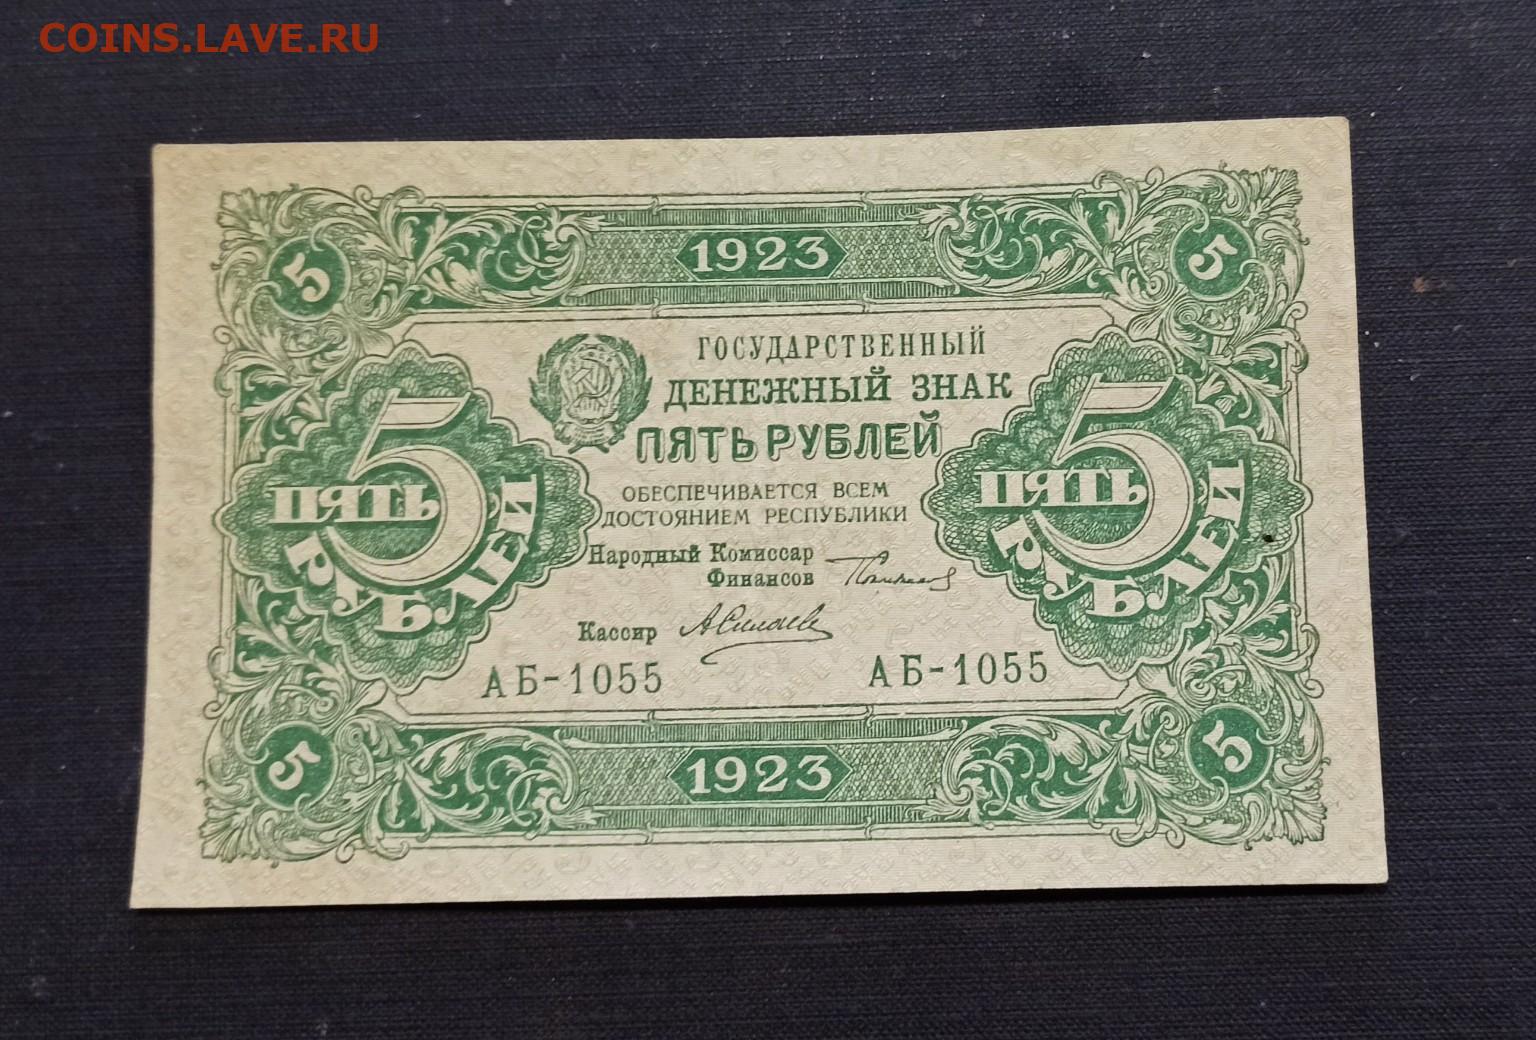 COINS.LAVE.RU
5 1923 5
ГОСУДАРСТВЕННЫЙ
ДЕНЕЖНЫЙ ЗНАК
ПЯТЬ РУБЛЕЙ
5 ПЯТЬ РУБЛЕЙ
ОБЕСПЕЧИВАЕТСЯ ВСЕМ
ДОСТОЯНИЕМ РЕСПУБЛИКИ
5 ПЯТЬ РУБЛЕЙ
Народный Комиссар
Финансов
Кассир АСилаев
АБ-1055 АБ-1055
5 1923 5